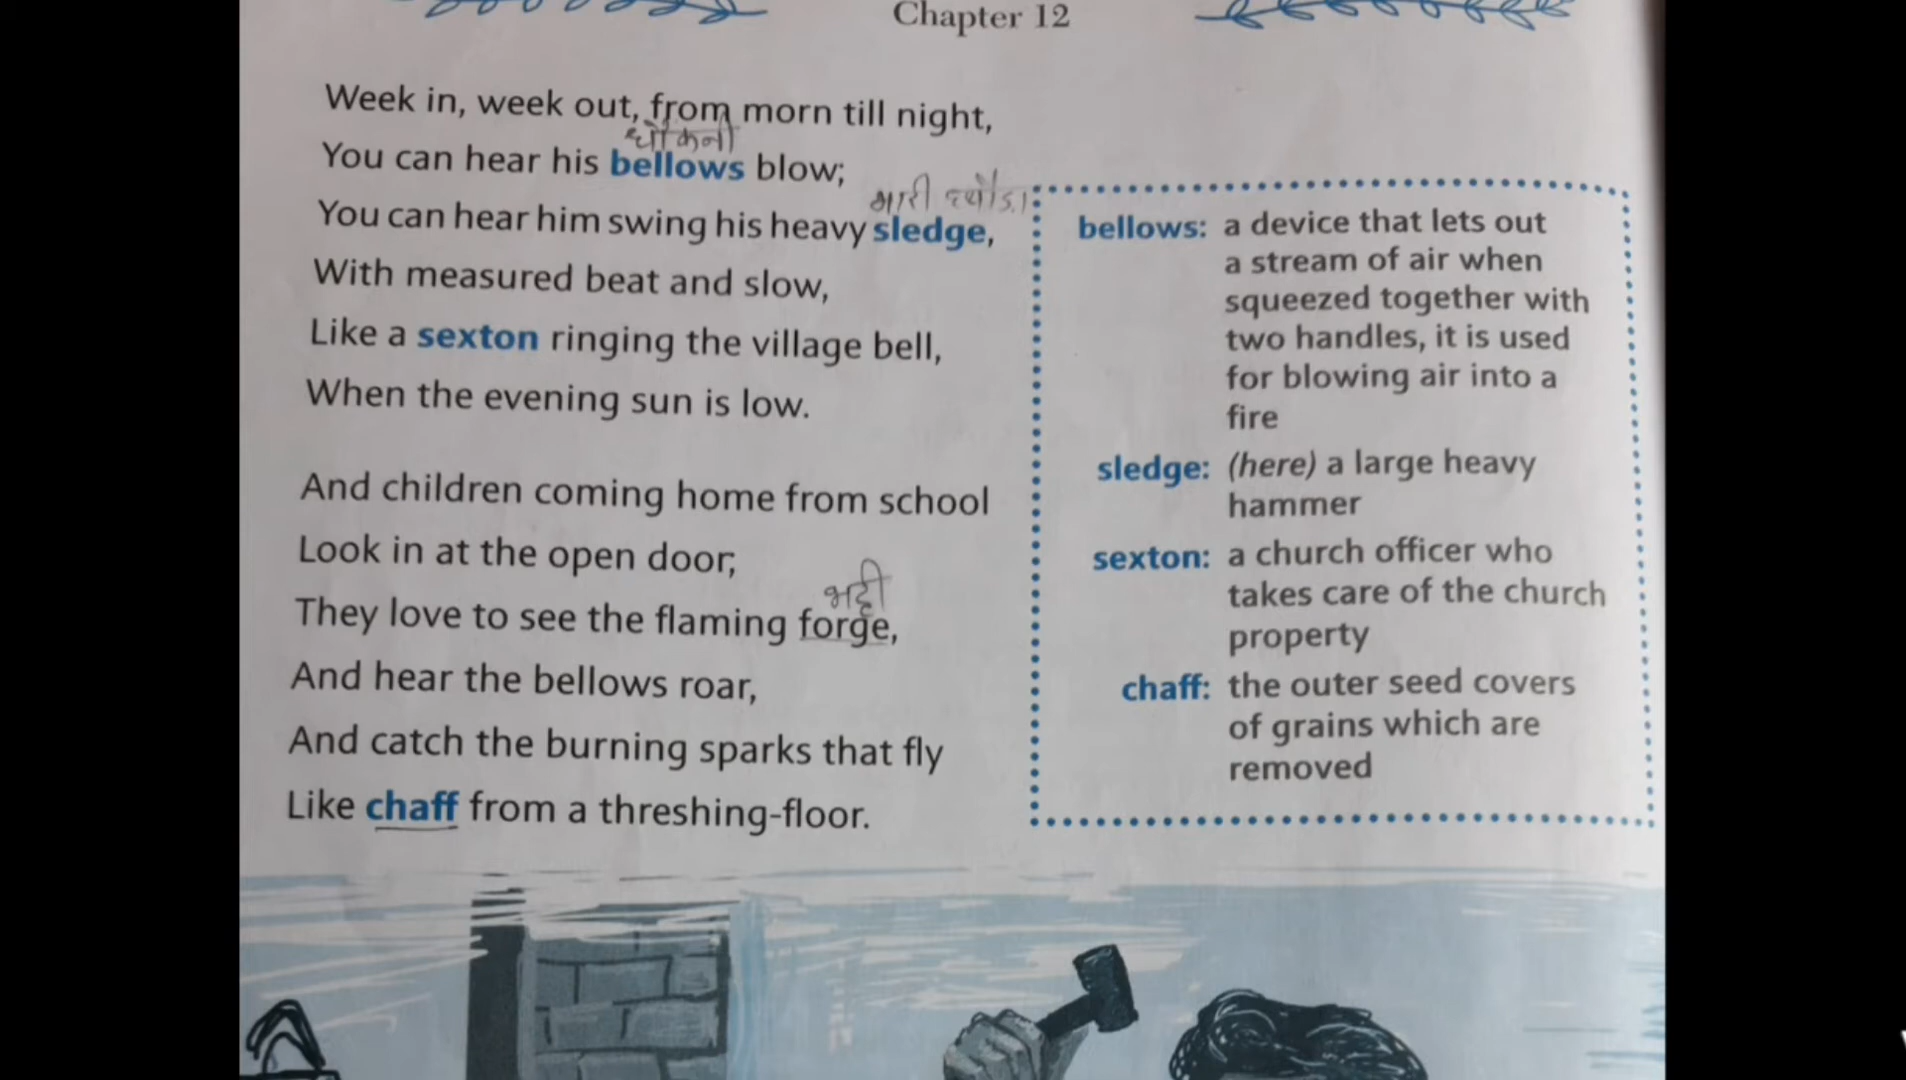 Chapter 12
Week in, week out, from morn till night,
धौंकनी
You can hear his bellows blow;
भारी हथौड़ा
You can hear him swing his heavy sledge,
With measured beat and slow,
Like a sexton ringing the village bell,
When the evening sun is low.
And children coming home from school
Look in at the open door,
भट्टी
They love to see the flaming forge,
And hear the bellows roar,
And catch the burning sparks that fly
Like chaff from a threshing-floor.
bellows: a device that lets out
a stream of air when
squeezed together with
two handles, it is used
for blowing air into a
fire
sledge: (here) a large heavy
hammer
sexton: a church officer who
takes care of the church
property
chaff: the outer seed covers
of grains which are
removed